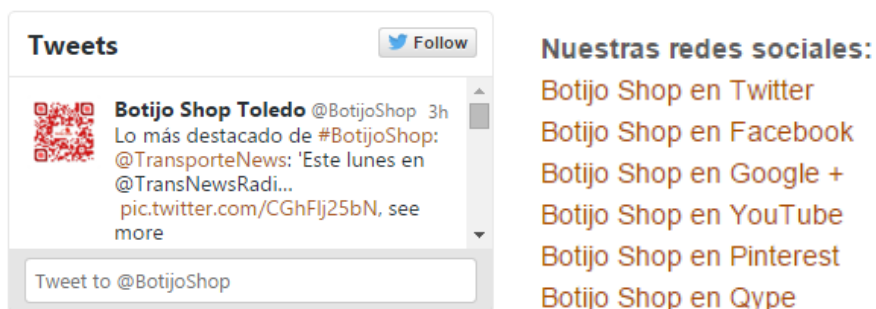 Tweets
Follow
Botijo Shop Toledo @BotijoShop 3h
Lo más destacado de #BotijoShop:
@TransporteNews: 'Este lunes en
@TransNewsRadi...
pic.twitter.com/CGhFlj25bN, see
more
Tweet to @BotijoShop
Nuestras redes sociales:
Botijo Shop en Twitter
Botijo Shop en Facebook
Botijo Shop en Google +
Botijo Shop en YouTube
Botijo Shop en Pinterest
Botijo Shop en Qype